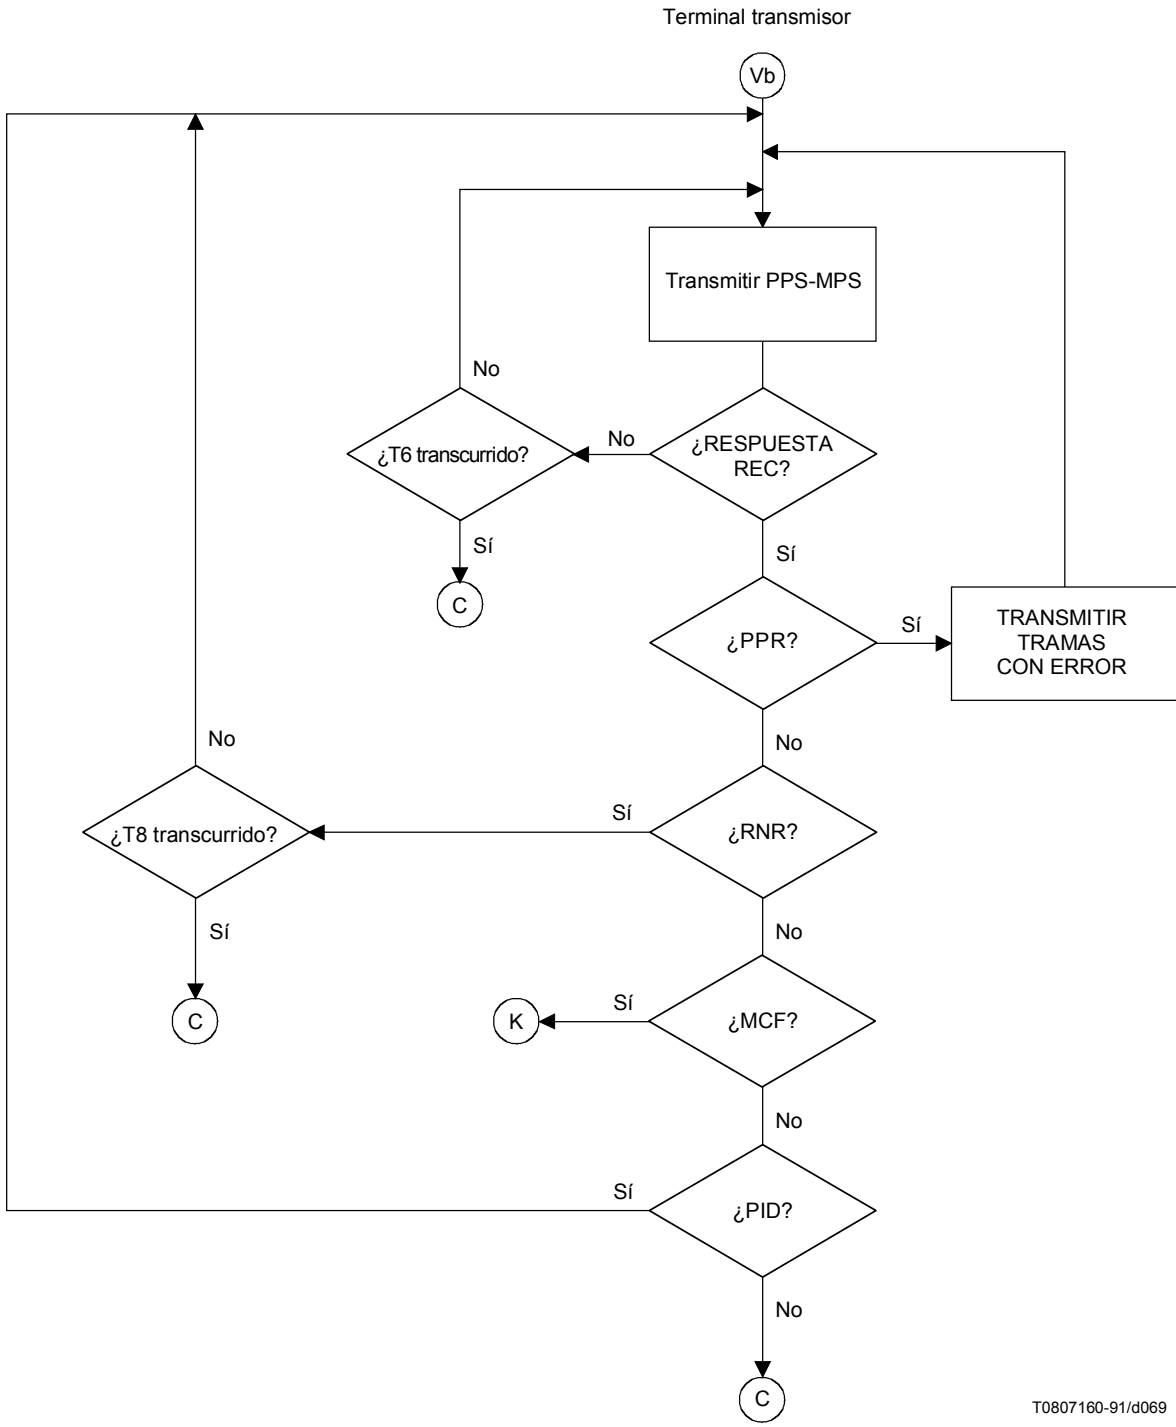 Terminal transmisor
Vb
Transmitir PPS-MPS
No
¿T6 transcurrido?
No
¿RESPUESTA
REC?
Sí
C
Sí
¿PPR?
Sí
TRANSMITIR
TRAMAS
CON ERROR
No
No
¿T8 transcurrido?
Sí
¿RNR?
Sí
No
C
K
Sí
¿MCF?
No
Sí
¿PID?
No
C
T0807160-91/d069